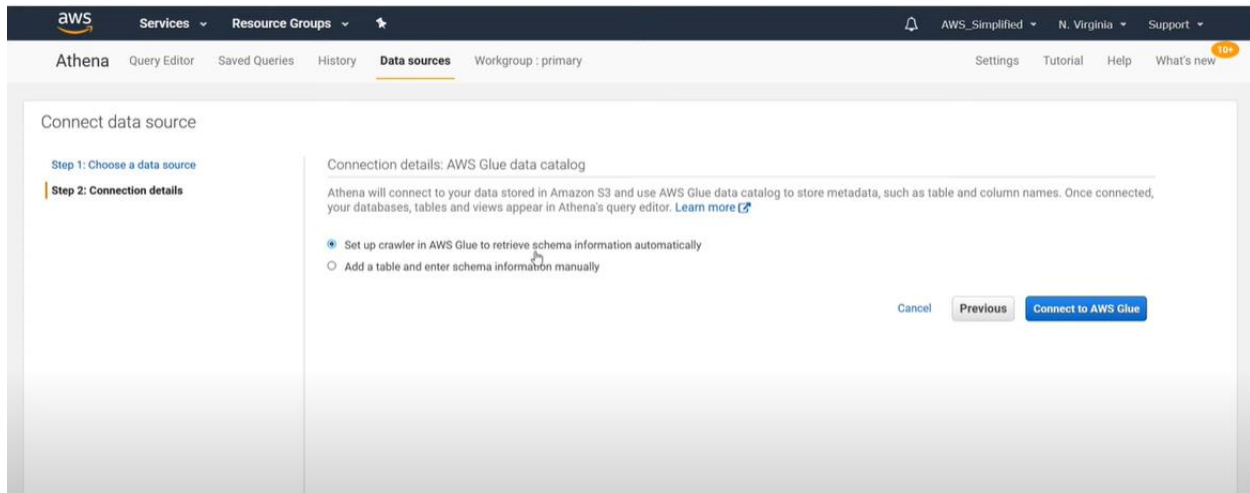 aws Services Resource Groups AWS_Simplified N. Virginia Support
Athena Query Editor Saved Queries History Data sources Workgroup : primary Settings Tutorial Help What's new 10+
Connect data source
Step 1: Choose a data source
Step 2: Connection details
Connection details: AWS Glue data catalog
Athena will connect to your data stored in Amazon S3 and use AWS Glue data catalog to store metadata, such as table and column names. Once connected,
your databases, tables and views appear in Athena's query editor. Learn more
Set up crawler in AWS Glue to retrieve schema information automatically
Add a table and enter schema information manually
Cancel Previous Connect to AWS Glue